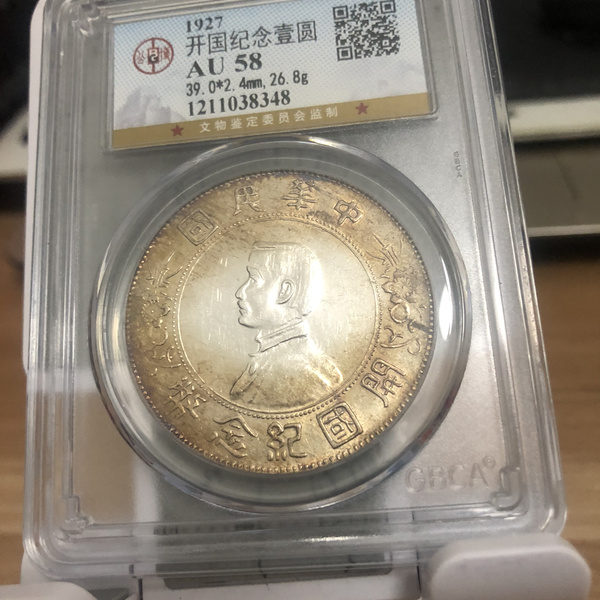 1927
开国纪念壹圆
AU 58
39.0*2.4mm,26.8g
1211038348
文物鉴定委员会监制
GBCA
中華民國
開國紀念幣
GBCA®